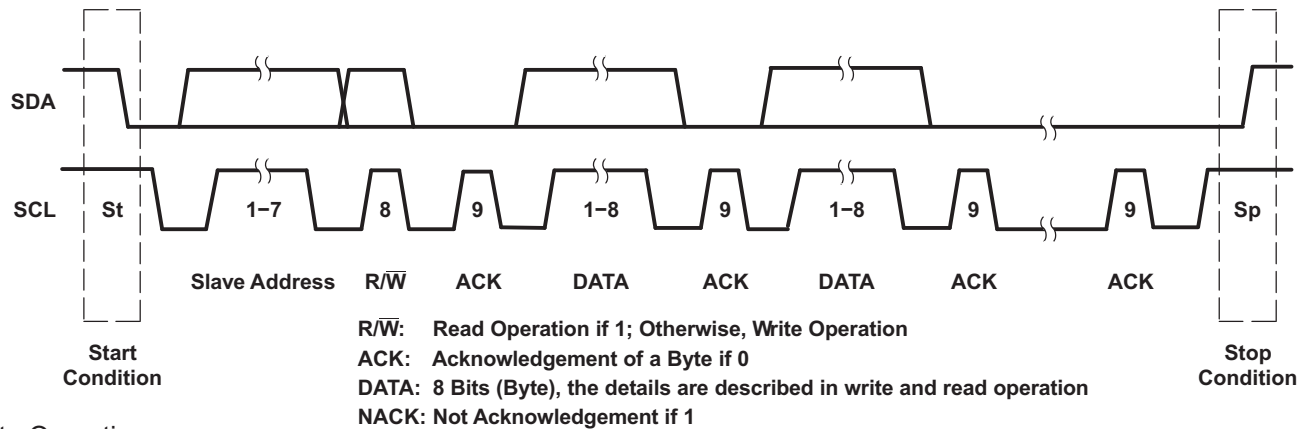 SDA
SCL St 1–7 8 9 1–8 9 1–8 9 9 Sp
Slave Address R/W̅ ACK DATA ACK DATA ACK ACK
Start
Condition
Stop
Condition
R/W̅: Read Operation if 1; Otherwise, Write Operation
ACK: Acknowledgement of a Byte if 0
DATA: 8 Bits (Byte), the details are described in write and read operation
NACK: Not Acknowledgement if 1